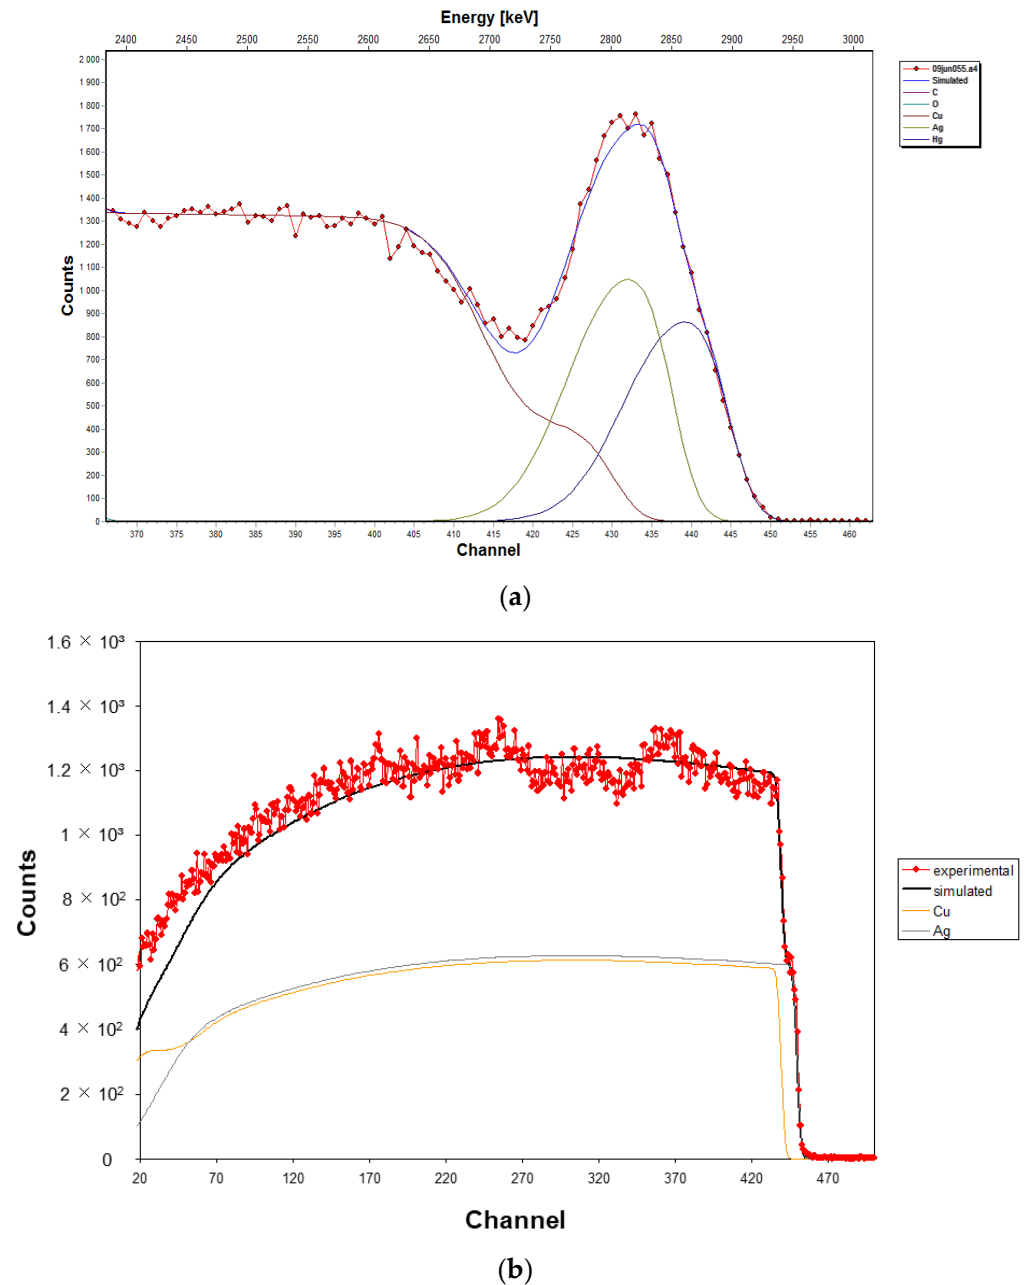 Energy [keV]
2400 2450 2500 2550 2600 2650 2700 2750 2800 2850 2900 2950 3000
2 000
1 900
1 800
1 700
1 600
1 500
1 400
1 300
1 200
1 100
1 000
900
800
700
600
500
400
300
200
100
0
Counts
370 375 380 385 390 395 400 405 410 415 420 425 430 435 440 445 450 455 460
Channel
09jun055.a4
Simulated
C
O
Cu
Ag
Hg
(a)
1.6 × 10³
1.4 × 10³
1.2 × 10³
1 × 10³
8 × 10²
6 × 10²
4 × 10²
2 × 10²
0
Counts
20 70 120 170 220 270 320 370 420 470
Channel
experimental
simulated
Cu
Ag
(b)